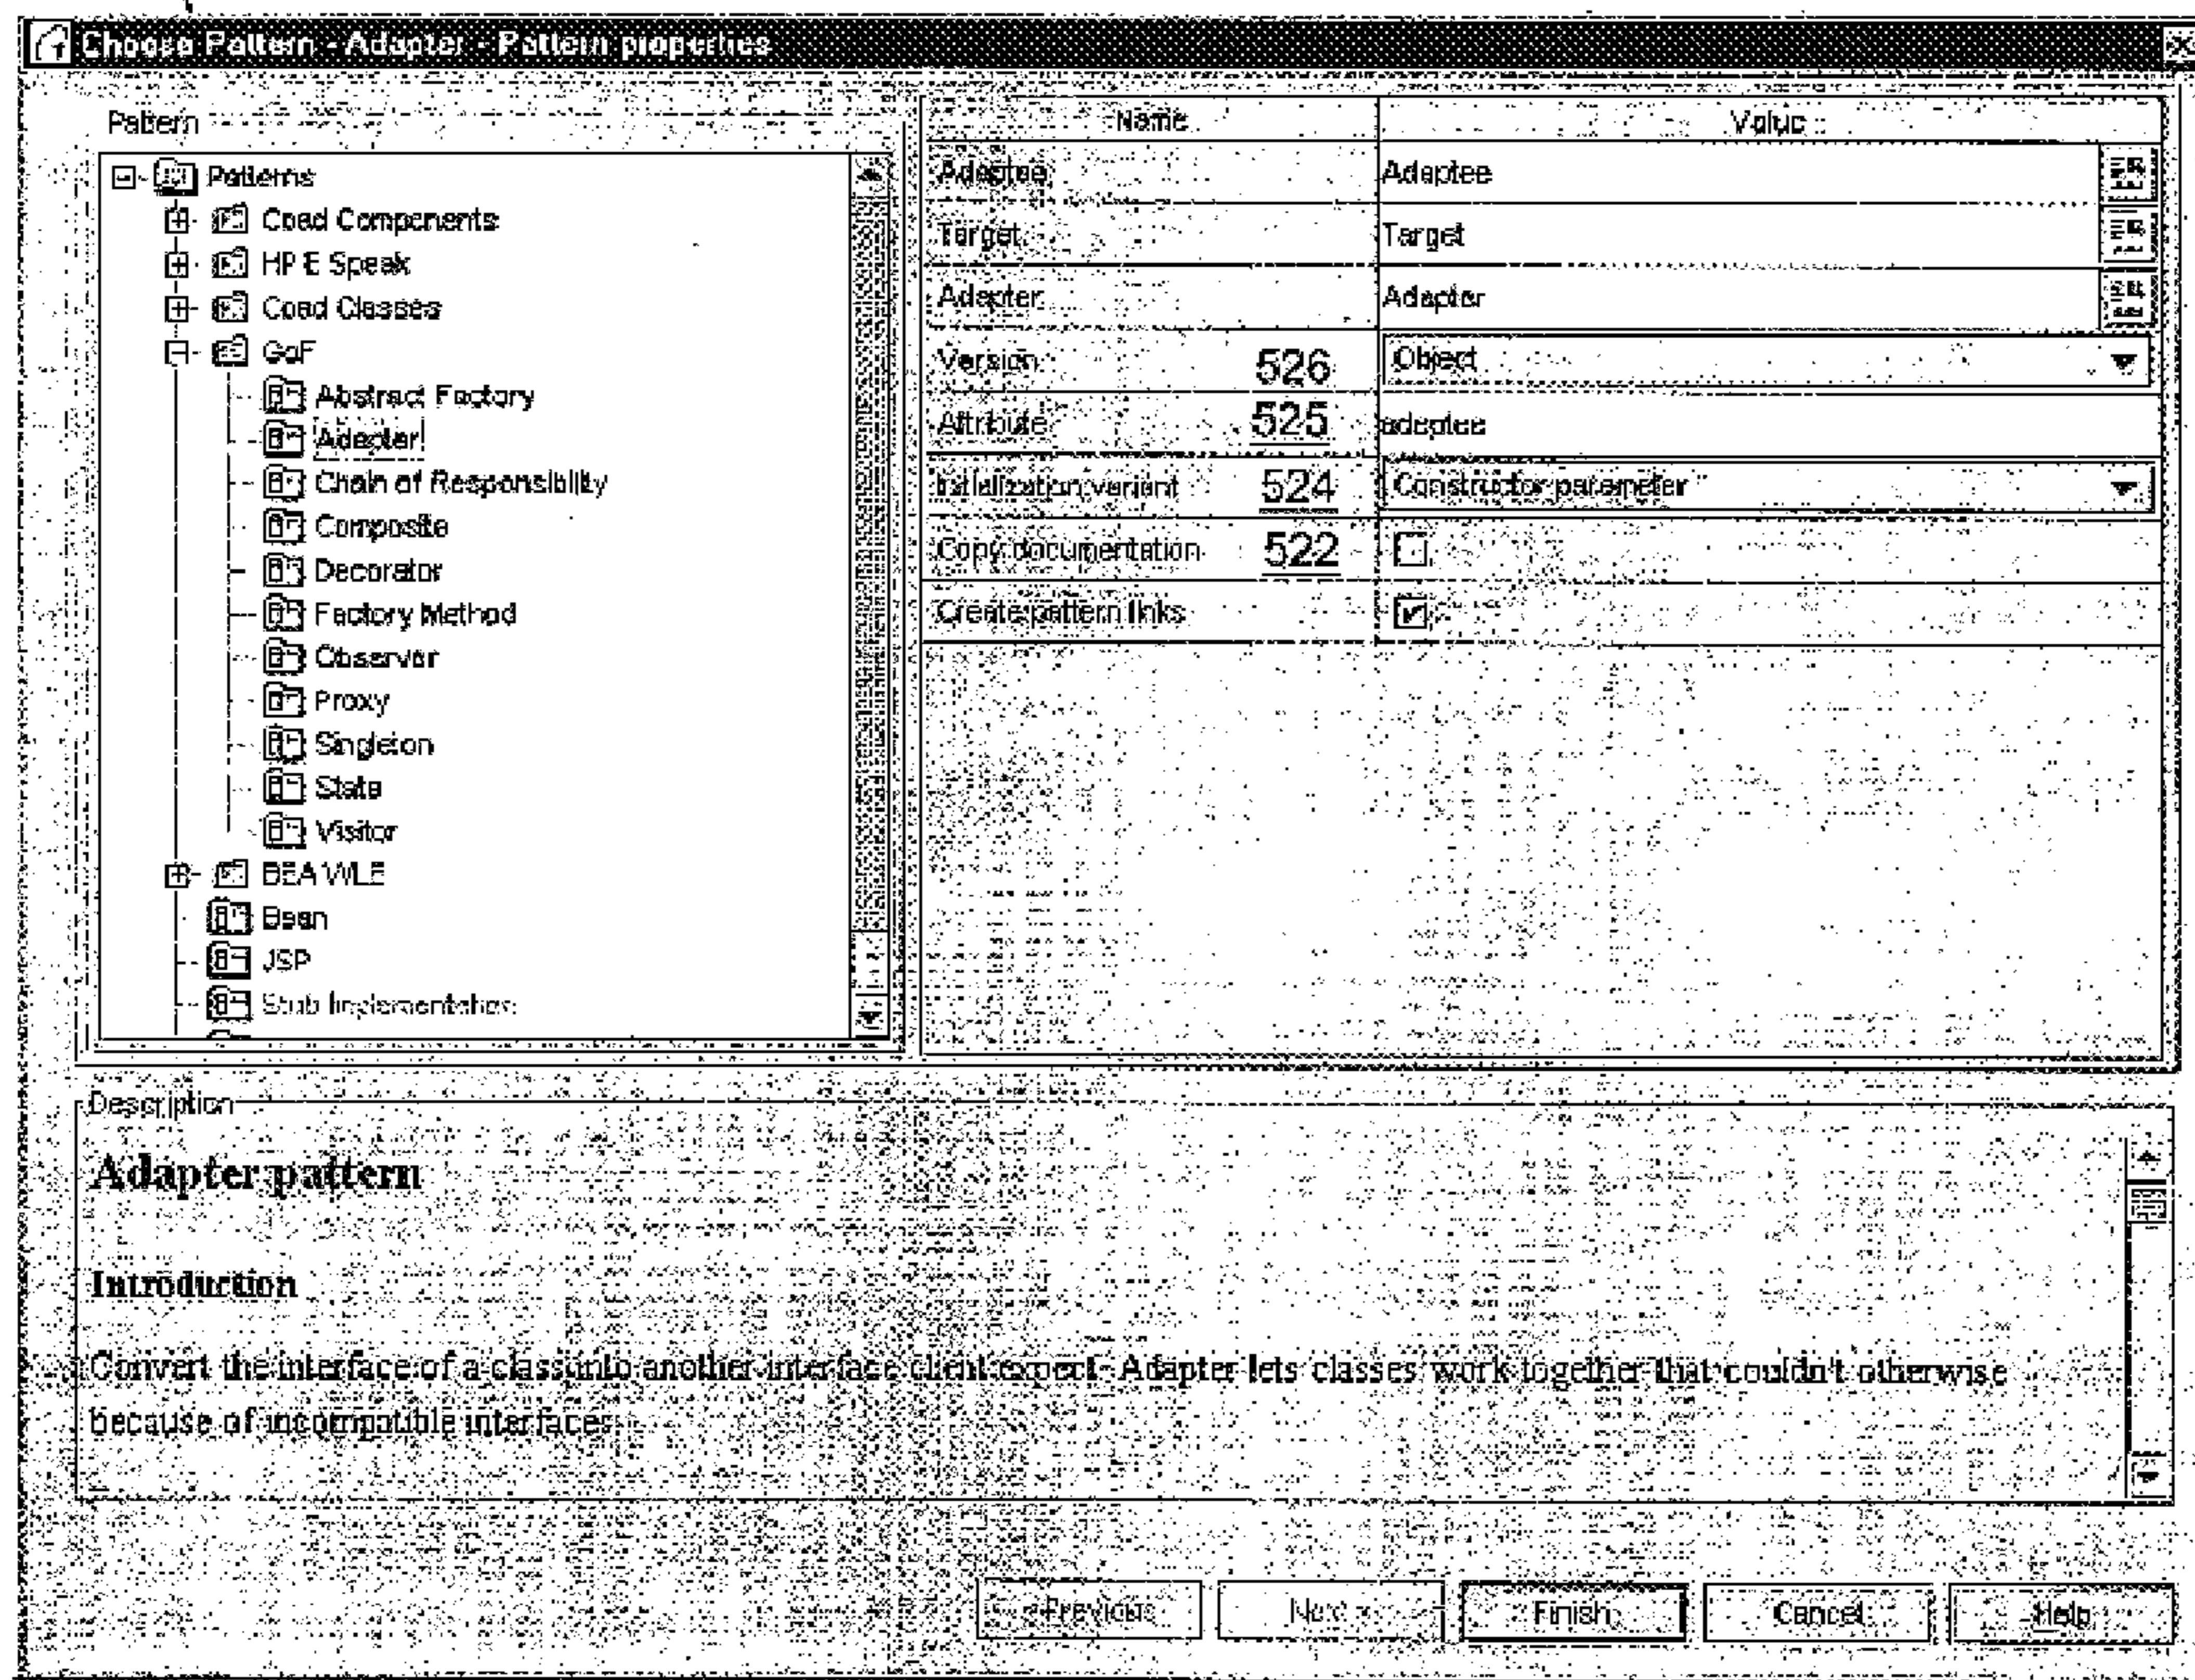 Choose Pattern - Adapter - Pattern properties
Pattern
Patterns
Coad Components
HP E Speak
Coad Classes
GoF
Abstract Factory
Adapter
Chain of Responsibility
Composite
Decorator
Factory Method
Observer
Proxy
Singleton
State
Visitor
BEA WLE
Bean
JSP
Stub Implementation
Name Value
Adaptee Adaptee
Target Target
Adapter Adapter
Version 526 Object
Attribute 525 adaptee
Initialization variant 524 Constructor parameter
Copy documentation 522
Create pattern links
Description
Adapter pattern
Introduction
Convert the interface of a class into another interface client expect. Adapter lets classes work together that couldn't otherwise
because of incompatible interfaces
Previous Next Finish Cancel Help